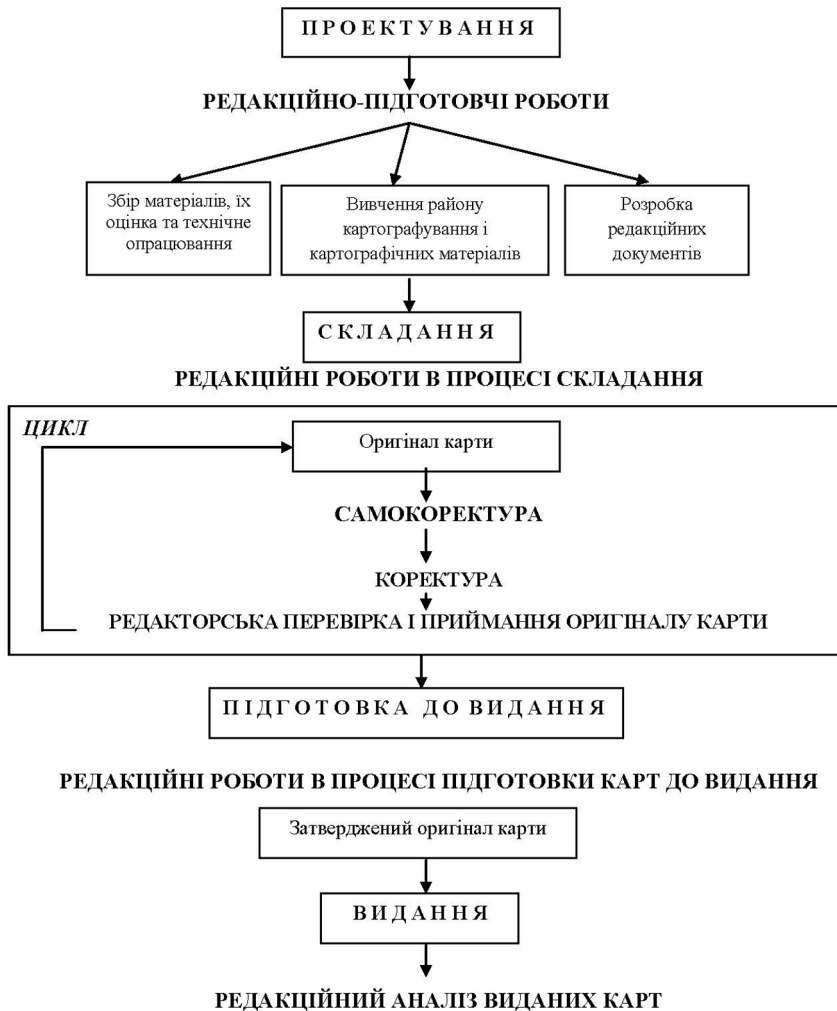 ПРОЕКТУВАННЯ
РЕДАКЦІЙНО-ПІДГОТОВЧІ РОБОТИ
Збір матеріалів, їх
оцінка та технічне
опрацювання
Вивчення району
картографування і
картографічних матеріалів
Розробка
редакційних
документів
СКЛАДАННЯ
РЕДАКЦІЙНІ РОБОТИ В ПРОЦЕСІ СКЛАДАННЯ
ЦИКЛ
Оригінал карти
САМОКОРЕКТУРА
КОРЕКТУРА
РЕДАКТОРСЬКА ПЕРЕВІРКА І ПРИЙМАННЯ ОРИГІНАЛУ КАРТИ
ПІДГОТОВКА ДО ВИДАННЯ
РЕДАКЦІЙНІ РОБОТИ В ПРОЦЕСІ ПІДГОТОВКИ КАРТ ДО ВИДАННЯ
Затверджений оригінал карти
ВИДАННЯ
РЕДАКЦІЙНИЙ АНАЛІЗ ВИДАНИХ КАРТ